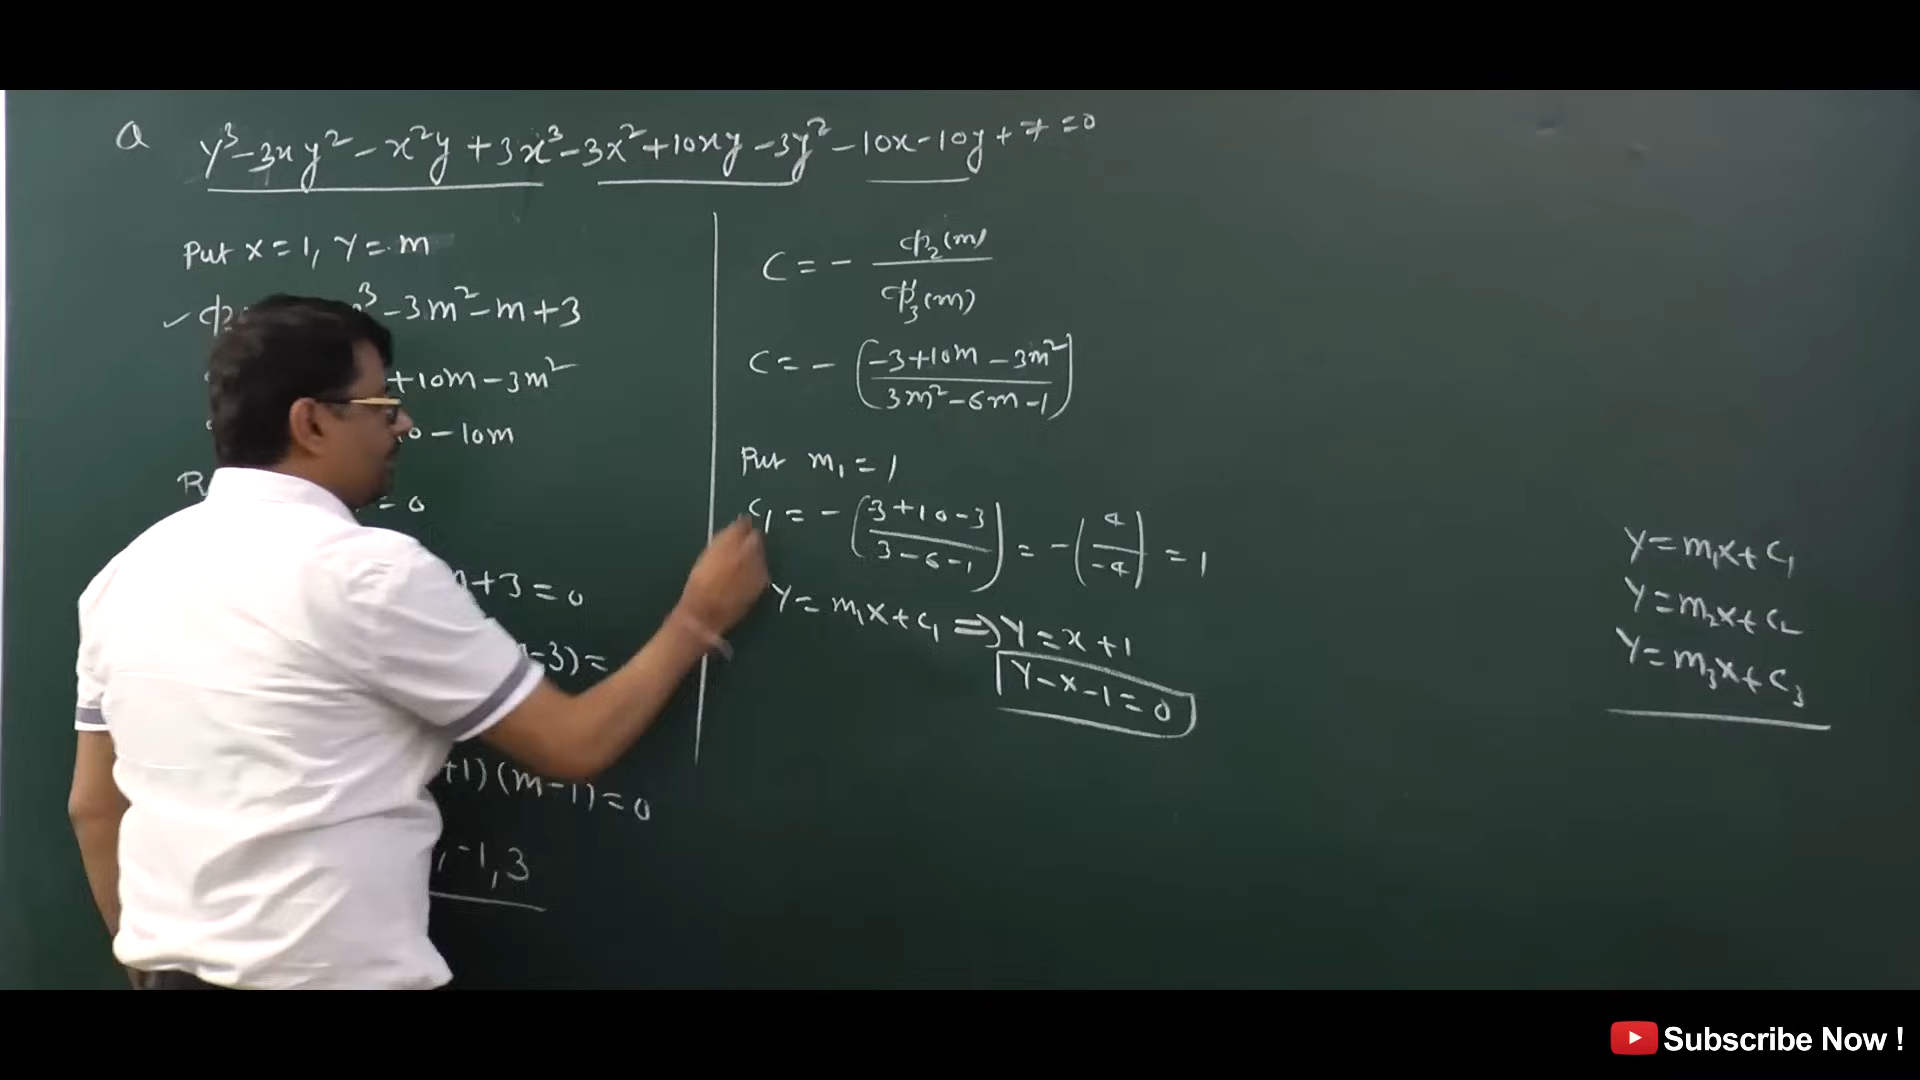 Q y³-3xy²-x²y+3x³-3x²+10xy-3y²-10x-10y+7=0
Put x=1, y=m
³-3m²-m+3
+10m-3m²
-10m
=0
+3=0
-3)=
+1)(m-1)=0
,-1,3
C = - φ₂(m) / φ₃'(m)
C = - (-3+10m-3m² / 3m²-6m-1)
Put m₁ = 1
C₁ = - (-3+10-3 / 3-6-1) = - (4 / -4) = 1
y = m₁x+c₁ ⇒ y = x+1
y-x-1=0
y=m₁x+c₁
y=m₂x+c₂
y=m₃x+c₃
Subscribe Now !